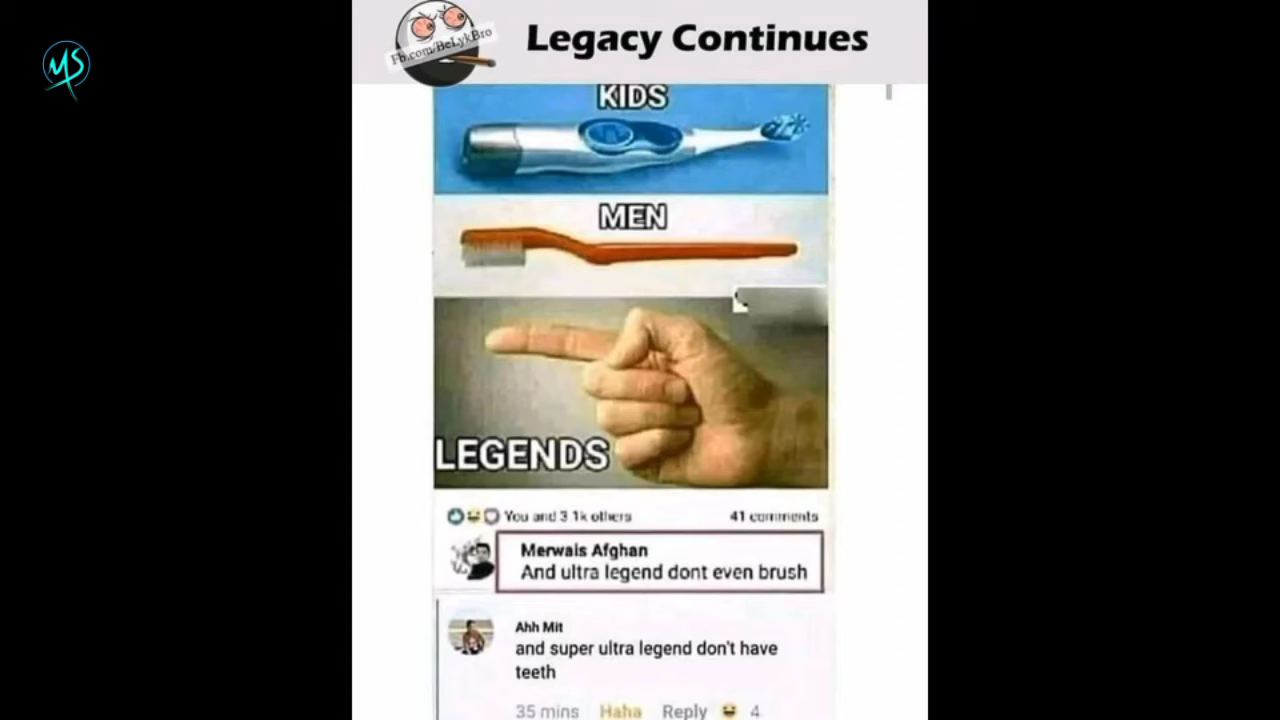 MS
Fb.com/BeLykBro
Legacy Continues
KIDS
MEN
LEGENDS
You and 3.1k others 41 comments
Merwais Afghan
And ultra legend dont even brush
Ahh Mit
and super ultra legend don't have
teeth
35 mins Haha Reply 4